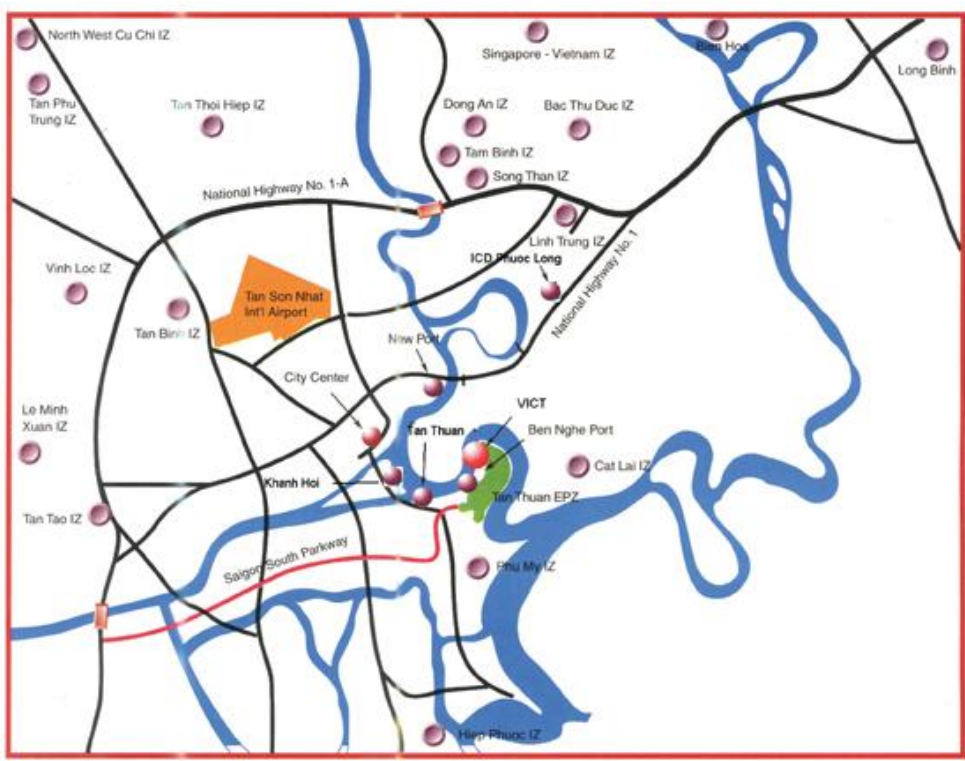 North West Cu Chi IZ
Singapore - Vietnam IZ
Bien Hoa
Long Binh
Tan Phu
Trung IZ
Tan Thoi Hiep IZ
Dong An IZ
Bac Thu Duc IZ
Tam Binh IZ
Song Than IZ
National Highway No. 1-A
Linh Trung IZ
ICD Phuoc Long
National Highway No. 1
Vinh Loc IZ
Tan Son Nhat
Int'l Airport
Tan Binh IZ
New Port
City Center
VICT
Le Minh
Xuan IZ
Tan Thuan
Ben Nghe Port
Cat Lai IZ
Khanh Hoi
Tan Thuan EPZ
Tan Tao IZ
Saigon South Parkway
Phu My IZ
Hiep Phuoc IZ